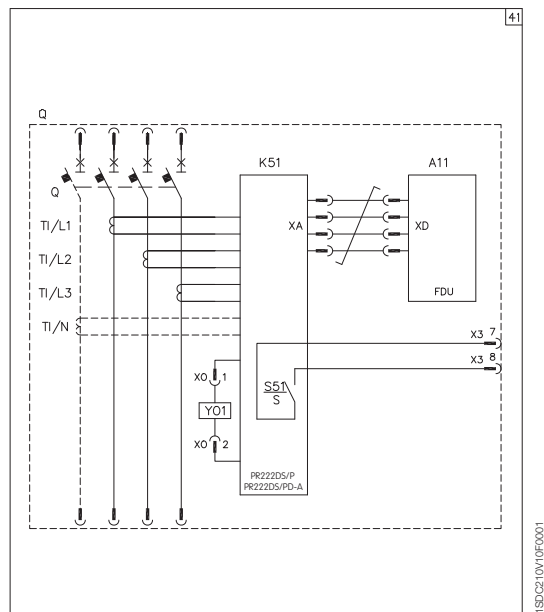 41
Q
K51
A11
Q
TI/L1
XA
XD
TI/L2
TI/L3
FDU
TI/N
X3 7
X3 8
X0 1
S51
S
Y01
X0 2
PR222DS/P
PR222DS/PD-A
1SDC210V10F0001